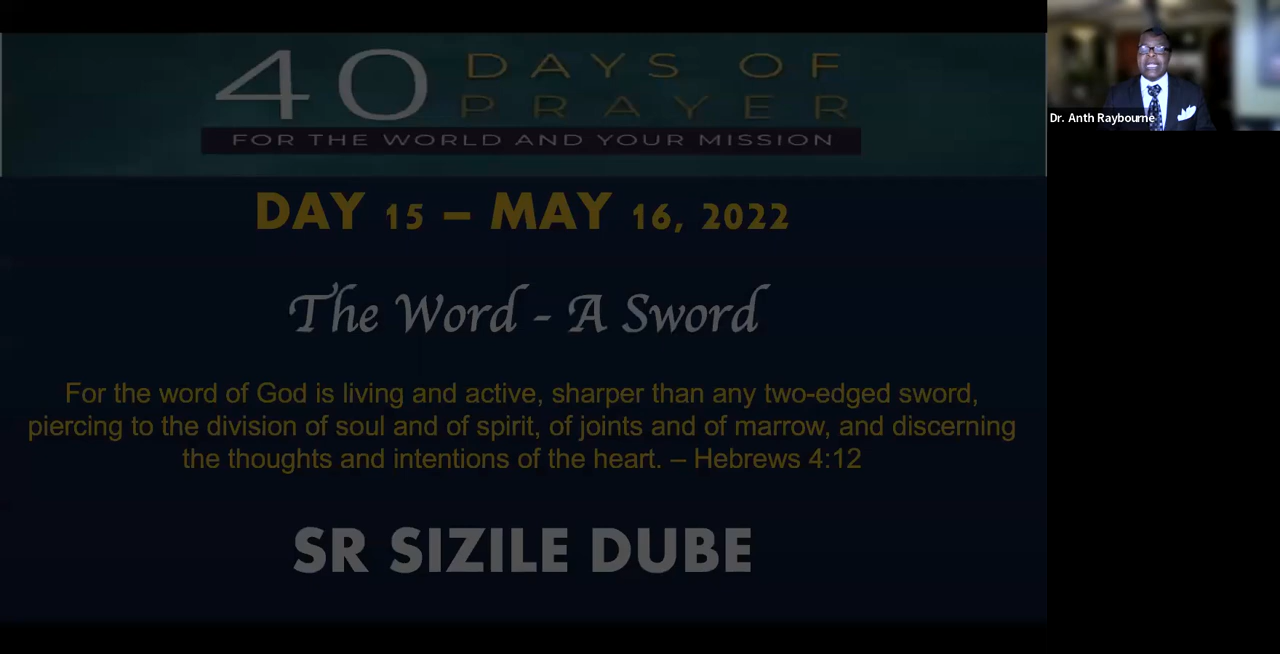 40 DAYS OF
PRAYER
FOR THE WORLD AND YOUR MISSION
DAY 15 – MAY 16, 2022
The Word - A Sword
For the word of God is living and active, sharper than any two-edged sword,
piercing to the division of soul and of spirit, of joints and of marrow, and discerning
the thoughts and intentions of the heart. – Hebrews 4:12
SR SIZILE DUBE
Dr. Anth Raybourne